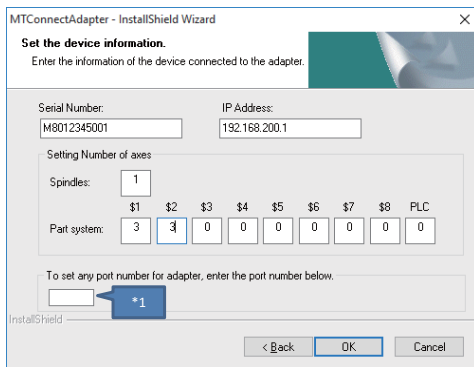 MTConnectAdapter - InstallShield Wizard
Set the device information.
Enter the information of the device connected to the adapter.
Serial Number: IP Address:
M8012345001 192.168.200.1
Setting Number of axes
Spindles: 1
$1 $2 $3 $4 $5 $6 $7 $8 PLC
Part system: 3 3 0 0 0 0 0 0 0
To set any port number for adapter, enter the port number below.
*1
InstallShield
< Back OK Cancel